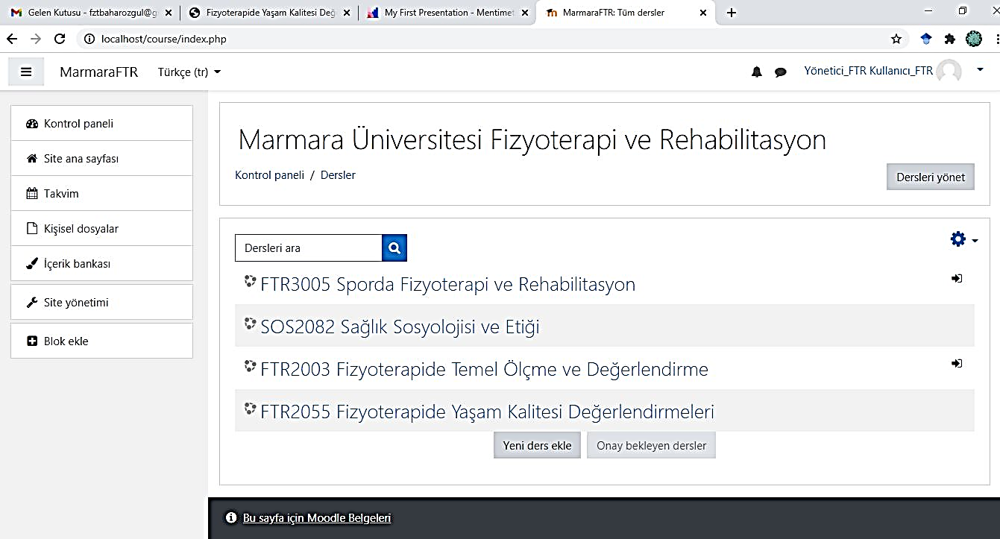 Gelen Kutusu - fztbaharozgul@g
Fizyoterapide Yaşam Kalitesi Değ
My First Presentation - Mentimet
MarmaraFTR: Tüm dersler
localhost/course/index.php
MarmaraFTR
Türkçe (tr)
Yönetici_FTR Kullanıcı_FTR
Kontrol paneli
Site ana sayfası
Takvim
Kişisel dosyalar
İçerik bankası
Site yönetimi
Blok ekle
Marmara Üniversitesi Fizyoterapi ve Rehabilitasyon
Kontrol paneli / Dersler
Dersleri yönet
Dersleri ara
FTR3005 Sporda Fizyoterapi ve Rehabilitasyon
SOS2082 Sağlık Sosyolojisi ve Etiği
FTR2003 Fizyoterapide Temel Ölçme ve Değerlendirme
FTR2055 Fizyoterapide Yaşam Kalitesi Değerlendirmeleri
Yeni ders ekle
Onay bekleyen dersler
Bu sayfa için Moodle Belgeleri